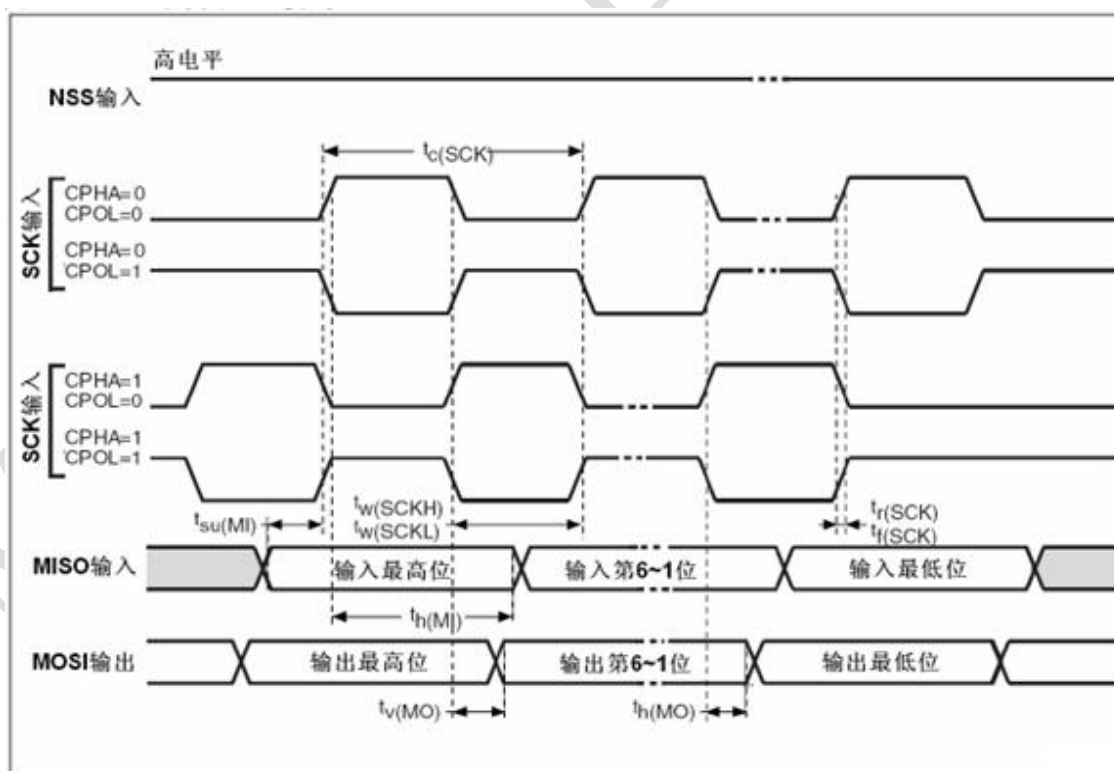 高电平
NSS输入
tc(SCK)
SCK输入
CPHA=0
CPOL=0
CPHA=0
CPOL=1
SCK输入
CPHA=1
CPOL=0
CPHA=1
CPOL=1
tsu(MI)
tw(SCKH)
tw(SCKL)
tr(SCK)
tf(SCK)
MISO输入
输入最高位
输入第6~1位
输入最低位
th(MI)
MOSI输出
输出最高位
输出第6~1位
输出最低位
tv(MO)
th(MO)